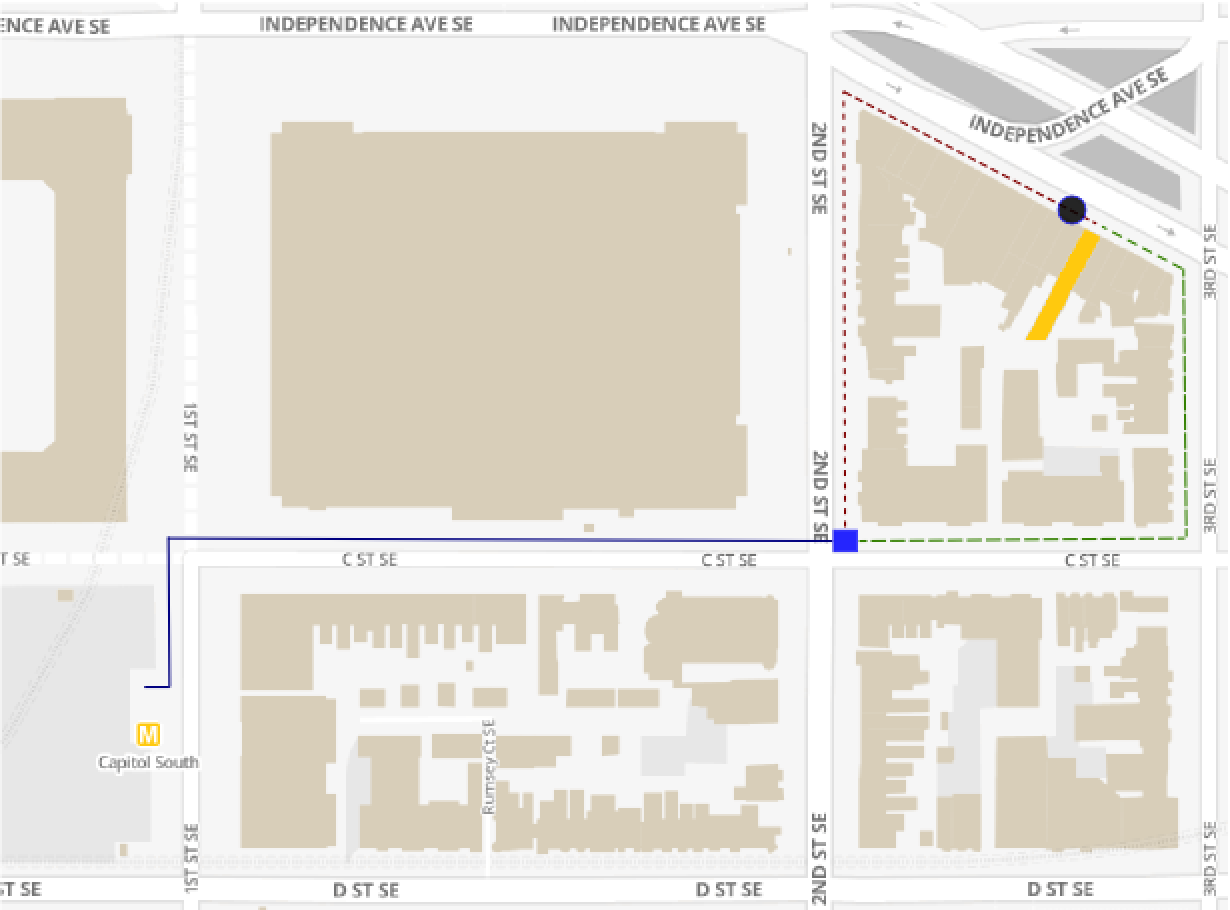 ENCE AVE SE
INDEPENDENCE AVE SE
INDEPENDENCE AVE SE
INDEPENDENCE AVE SE
2ND ST SE
3RD ST SE
1ST ST SE
2ND ST SE
3RD ST SE
T SE
C ST SE
C ST SE
C ST SE
M
Capitol South
Rumsey Ct SE
1ST ST SE
2ND ST SE
3RD ST SE
ST SE
D ST SE
D ST SE
D ST SE